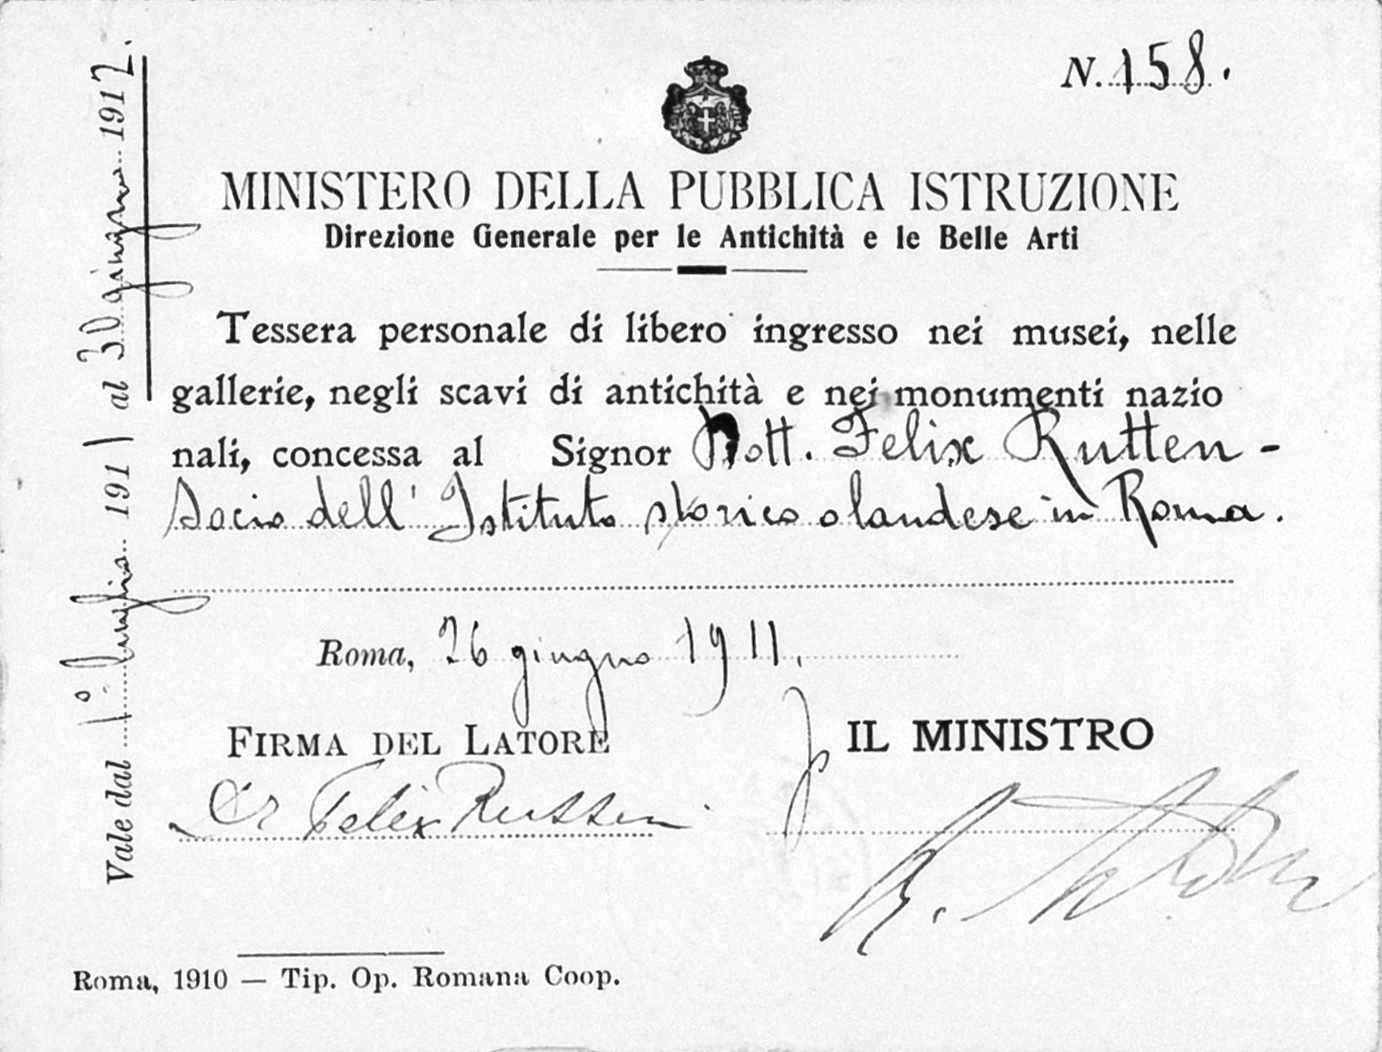 N. 158.
MINISTERO DELLA PUBBLICA ISTRUZIONE
Direzione Generale per le Antichità e le Belle Arti
Tessera personale di libero ingresso nei musei, nelle
gallerie, negli scavi di antichità e nei monumenti nazio
nali, concessa al Signor Dott. Felix Rutten -
Socio dell' Istituto storico olandese in Roma.
Roma, 26 giugno 1911.
FIRMA DEL LATORE
IL MINISTRO
Dr Felix Rutten
Roma, 1910 — Tip. Op. Romana Coop.
Vale dal 1° luglio 1911 al 30 giugno 1912.